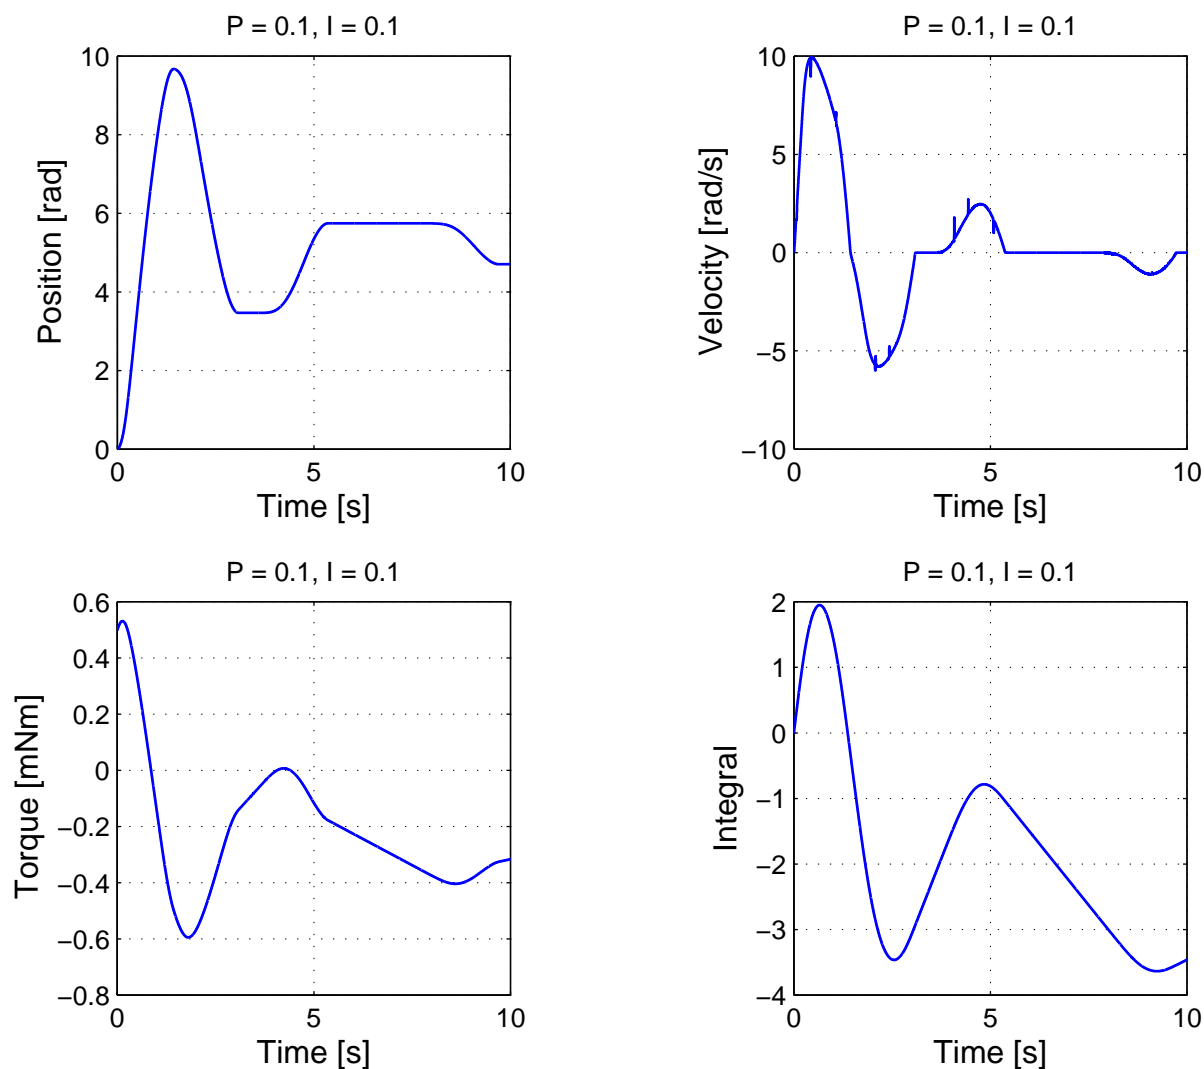 P = 0.1, I = 0.1
Position [rad]
10
8
6
4
2
0
0 5 10
Time [s]
P = 0.1, I = 0.1
Velocity [rad/s]
10
5
0
−5
−10
0 5 10
Time [s]
P = 0.1, I = 0.1
Torque [mNm]
0.6
0.4
0.2
0
−0.2
−0.4
−0.6
−0.8
0 5 10
Time [s]
P = 0.1, I = 0.1
Integral
2
1
0
−1
−2
−3
−4
0 5 10
Time [s]